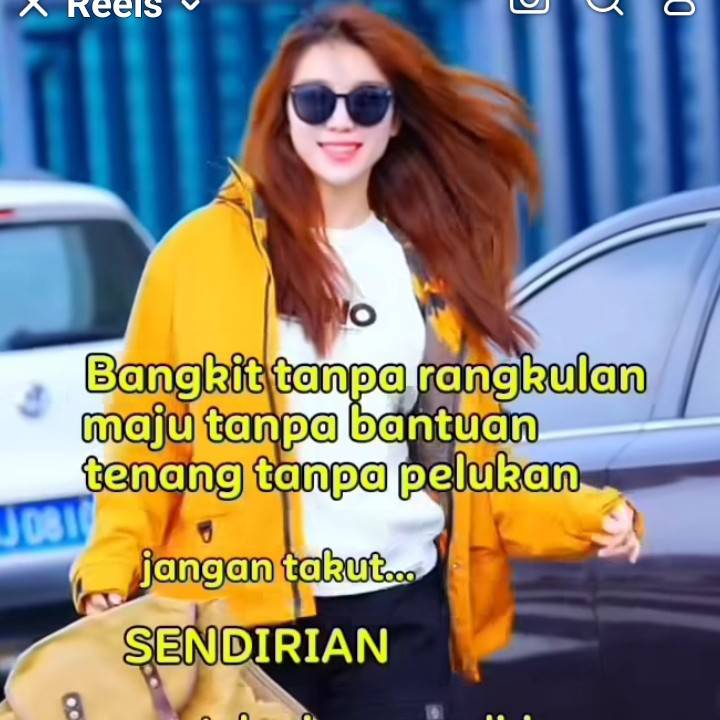 Reels
Bangkit tanpa rangkulan
maju tanpa bantuan
tenang tanpa pelukan
jangan takut...
SENDIRIAN